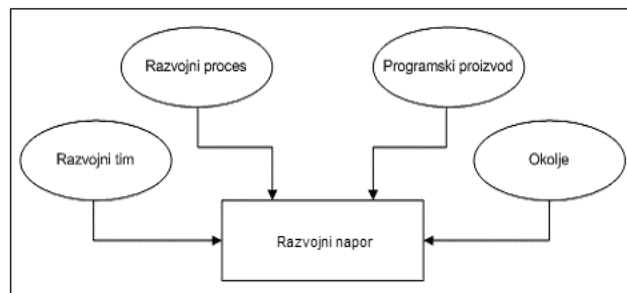 Razvojni proces
Programski proizvod
Razvojni tim
Okolje
Razvojni napor